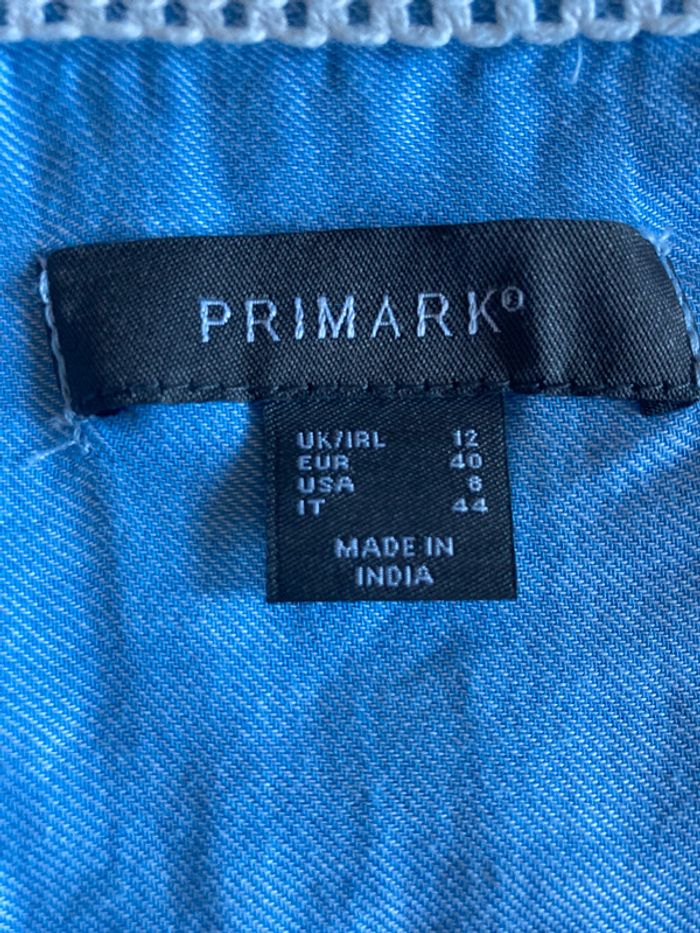 PRIMARK®
UK/IRL 12
EUR 40
USA 8
IT 44
MADE IN
INDIA